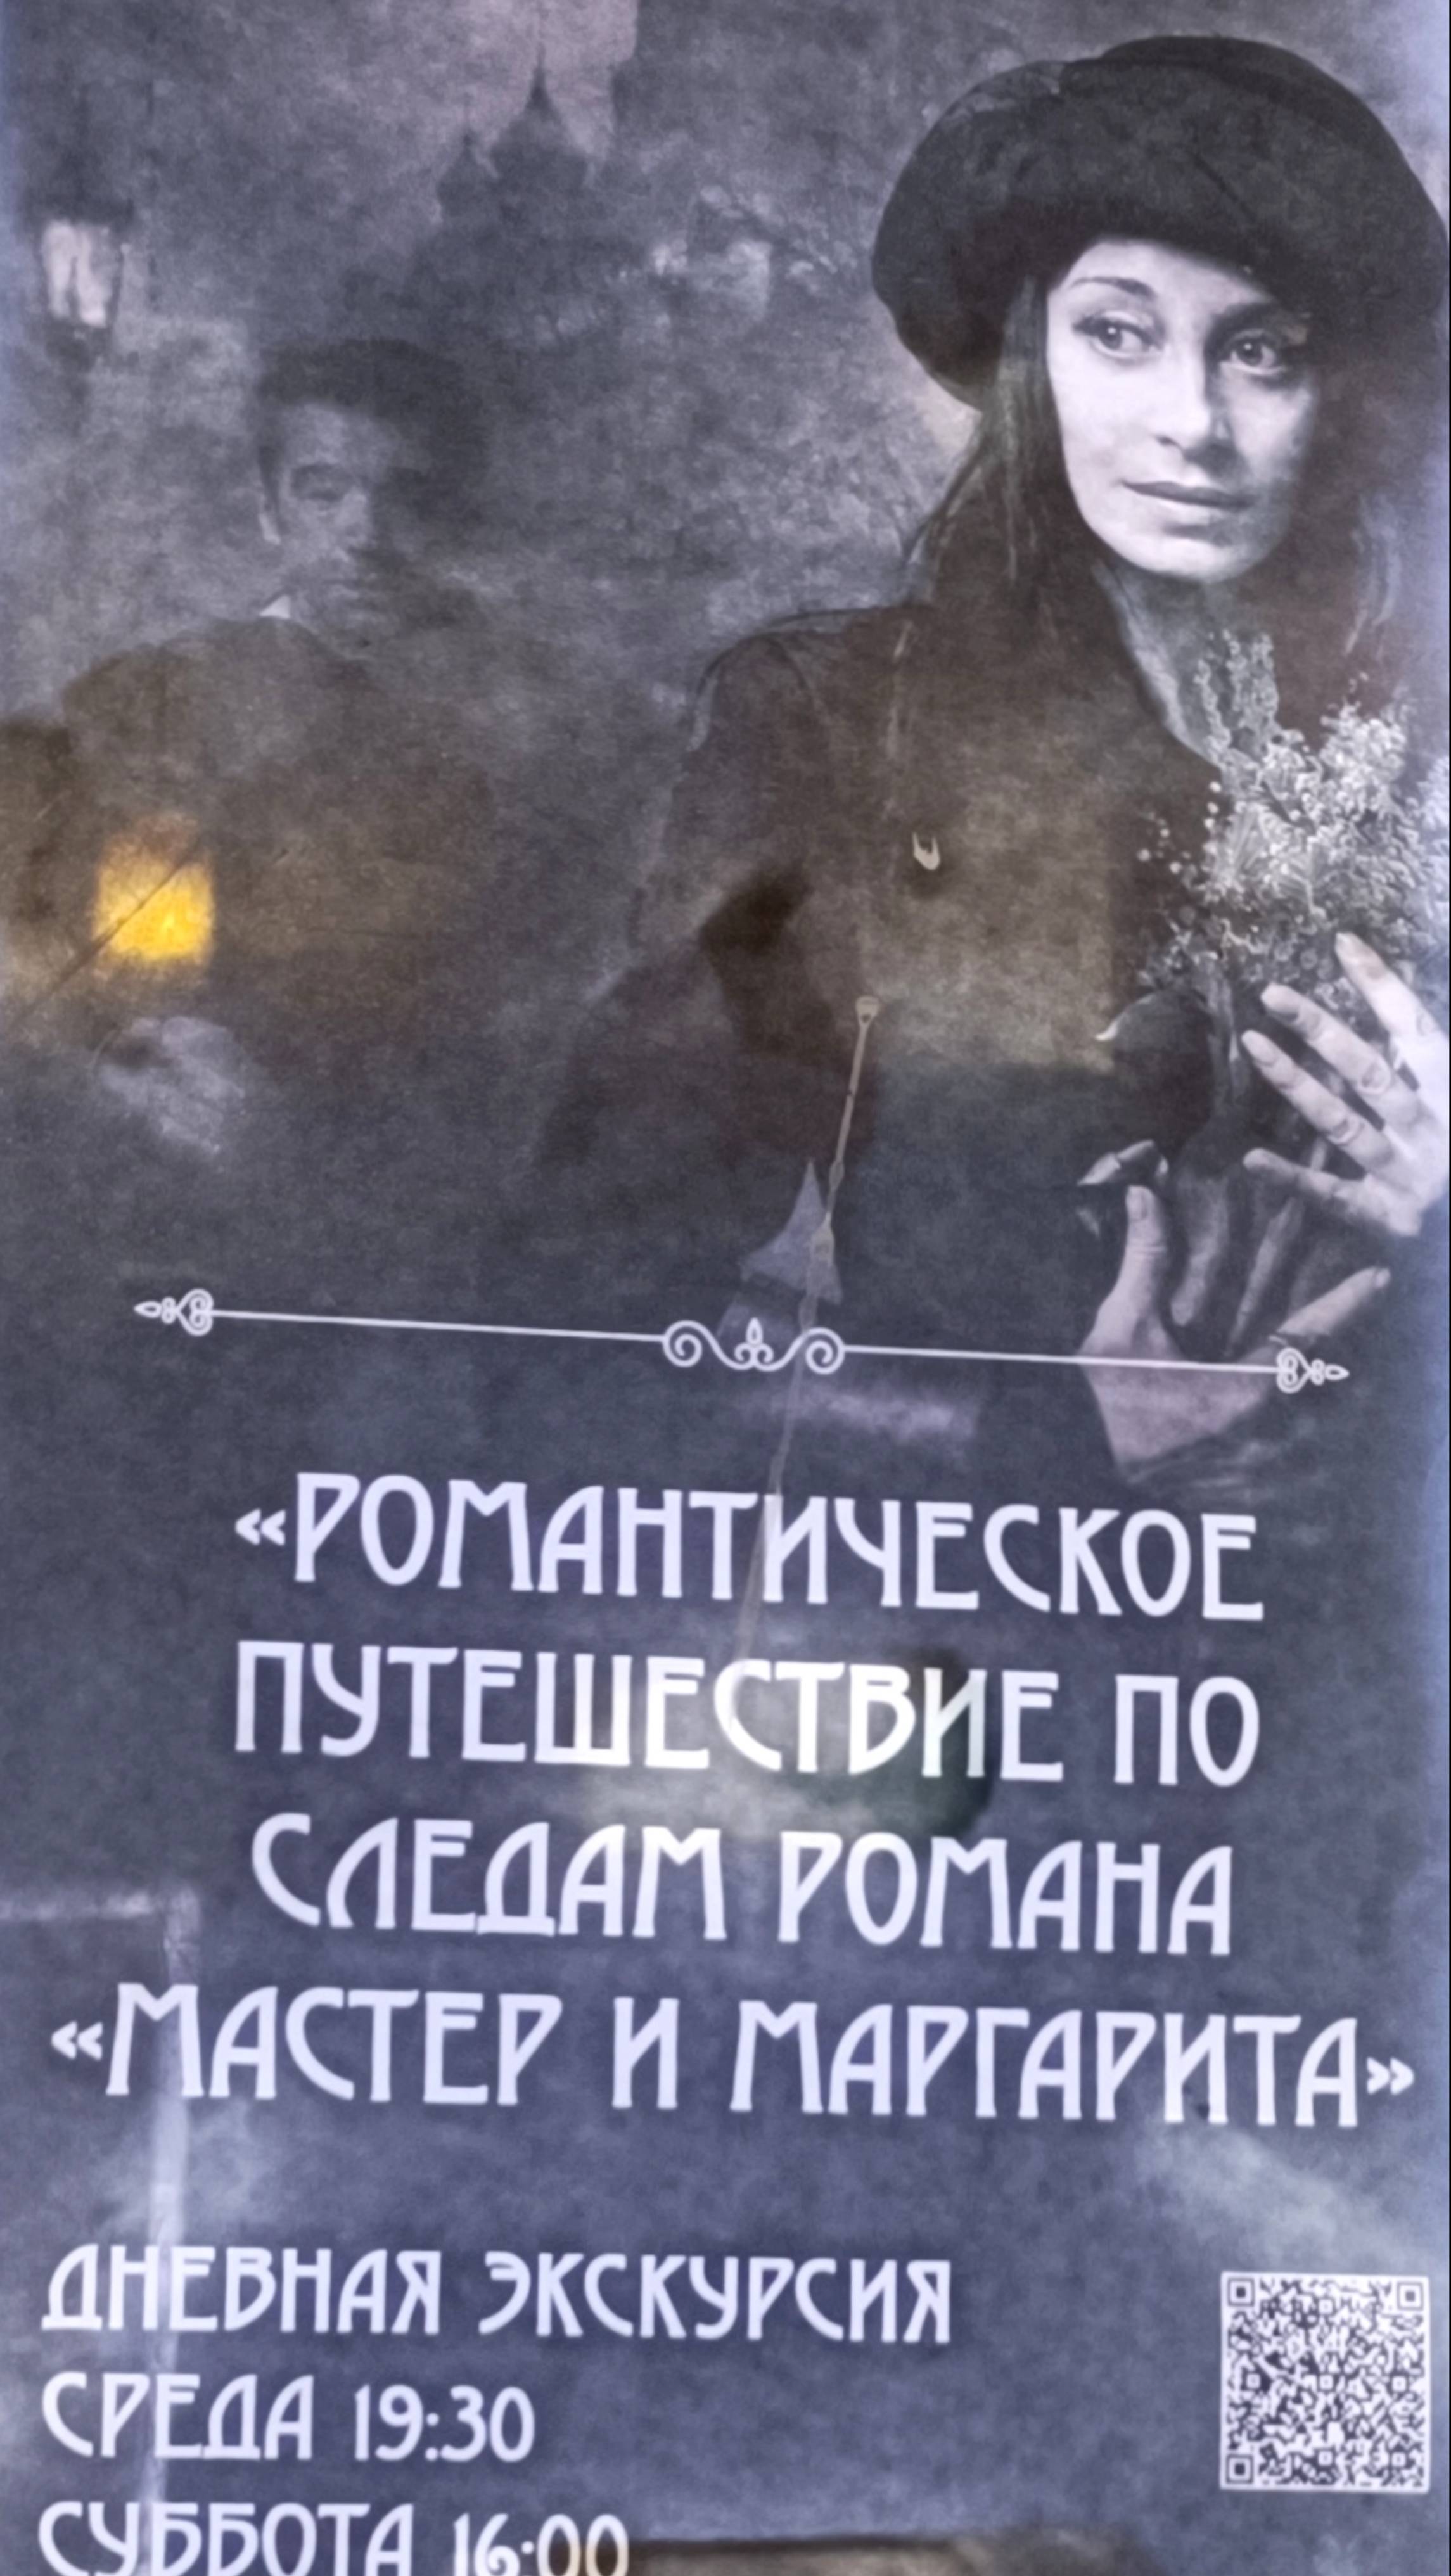 «РОМАНТИЧЕСКОЕ
ПУТЕШЕСТВИЕ ПО
СЛЕДАМ РОМАНА
«МАСТЕР И МАРГАРИТА»
ДНЕВНАЯ ЭКСКУРСИЯ
СРЕДА 19:30
СУББОТА 16:00